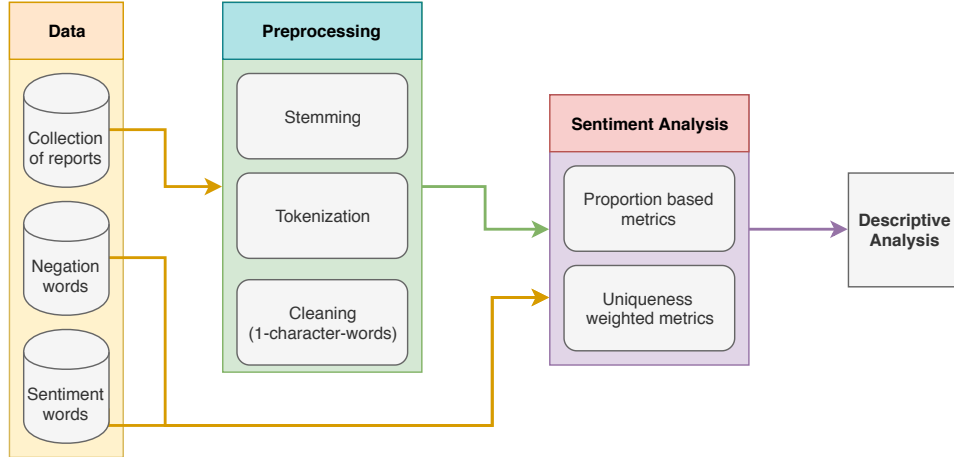 Data
Collection
of reports
Negation
words
Sentiment
words
Preprocessing
Stemming
Tokenization
Cleaning
(1-character-words)
Sentiment Analysis
Proportion based
metrics
Uniqueness
weighted metrics
Descriptive
Analysis